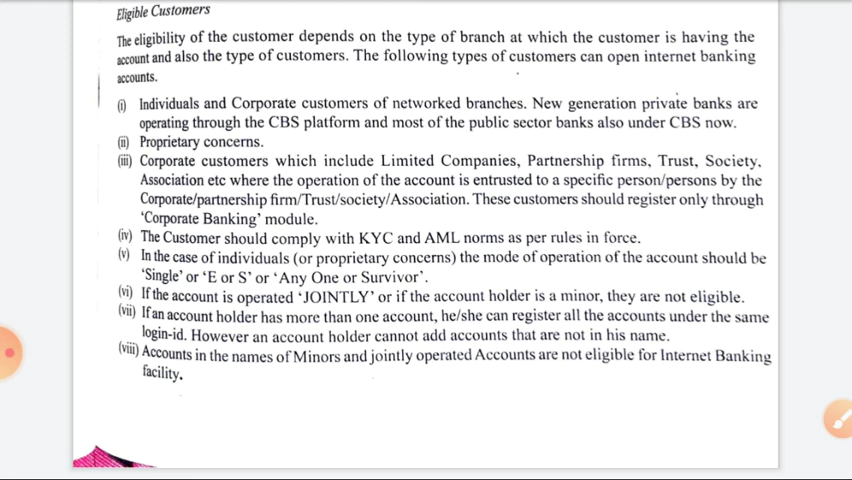 Eligible Customers
The eligibility of the customer depends on the type of branch at which the customer is having the
account and also the type of customers. The following types of customers can open internet banking
accounts.
(i) Individuals and Corporate customers of networked branches. New generation private banks are
operating through the CBS platform and most of the public sector banks also under CBS now.
(ii) Proprietary concerns.
(iii) Corporate customers which include Limited Companies, Partnership firms, Trust, Society,
Association etc where the operation of the account is entrusted to a specific person/persons by the
Corporate/partnership firm/Trust/society/Association. These customers should register only through
‘Corporate Banking’ module.
(iv) The Customer should comply with KYC and AML norms as per rules in force.
(v) In the case of individuals (or proprietary concerns) the mode of operation of the account should be
‘Single’ or ‘E or S’ or ‘Any One or Survivor’.
(vi) If the account is operated ‘JOINTLY’ or if the account holder is a minor, they are not eligible.
(vii) If an account holder has more than one account, he/she can register all the accounts under the same
login-id. However an account holder cannot add accounts that are not in his name.
(viii) Accounts in the names of Minors and jointly operated Accounts are not eligible for Internet Banking
facility.